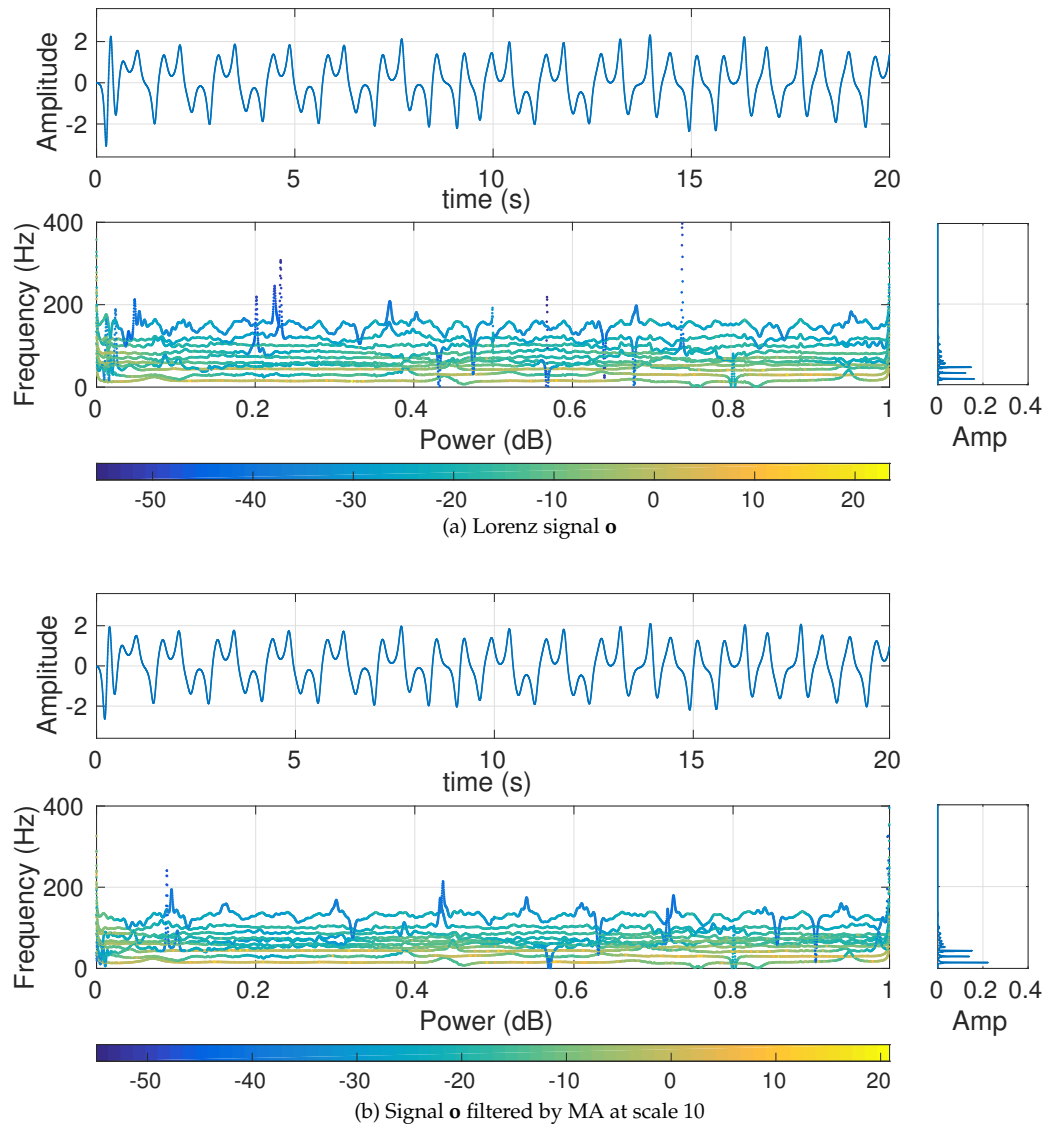 Amplitude
2
0
-2
0 5 10 15 20
time (s)
Frequency (Hz)
400
200
0
0 0.2 0.4 0.6 0.8 1
Power (dB)
0 0.2 0.4
Amp
-50 -40 -30 -20 -10 0 10 20
(a) Lorenz signal o
Amplitude
2
0
-2
0 5 10 15 20
time (s)
Frequency (Hz)
400
200
0
0 0.2 0.4 0.6 0.8 1
Power (dB)
0 0.2 0.4
Amp
-50 -40 -30 -20 -10 0 10 20
(b) Signal o filtered by MA at scale 10